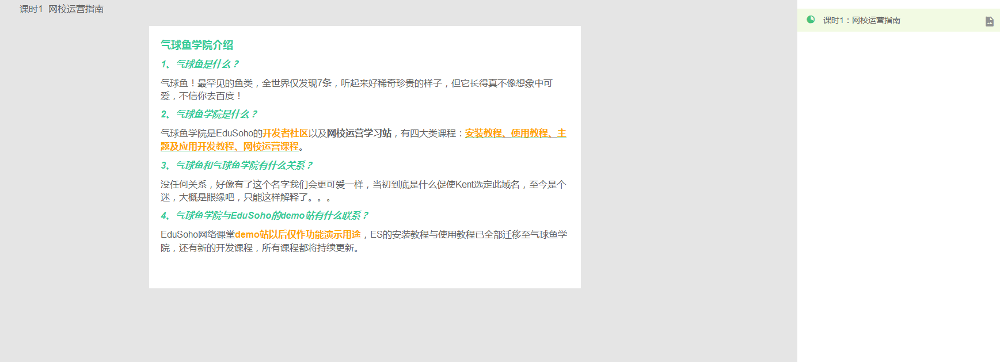 课时1 网校运营指南
课时1：网校运营指南
气球鱼学院介绍
1、气球鱼是什么？
气球鱼！最罕见的鱼类，全世界仅发现7条，听起来好稀奇珍贵的样子，但它长得真不像想象中可
爱，不信你去百度！
2、气球鱼学院是什么？
气球鱼学院是EduSoho的开发者社区以及网校运营学习站，有四大类课程：安装教程、使用教程、主
题及应用开发教程、网校运营课程。
3、气球鱼和气球鱼学院有什么关系？
没任何关系，好像有了这个名字我们会更可爱一样，当初到底是什么促使Kent选定此域名，至今是个
迷，大概是眼缘吧，只能这样解释了。。。
4、气球鱼学院与EduSoho的demo站有什么联系？
EduSoho网络课堂demo站以后仅作功能演示用途，ES的安装教程与使用教程已全部迁移至气球鱼学
院，还有新的开发课程，所有课程都将持续更新。